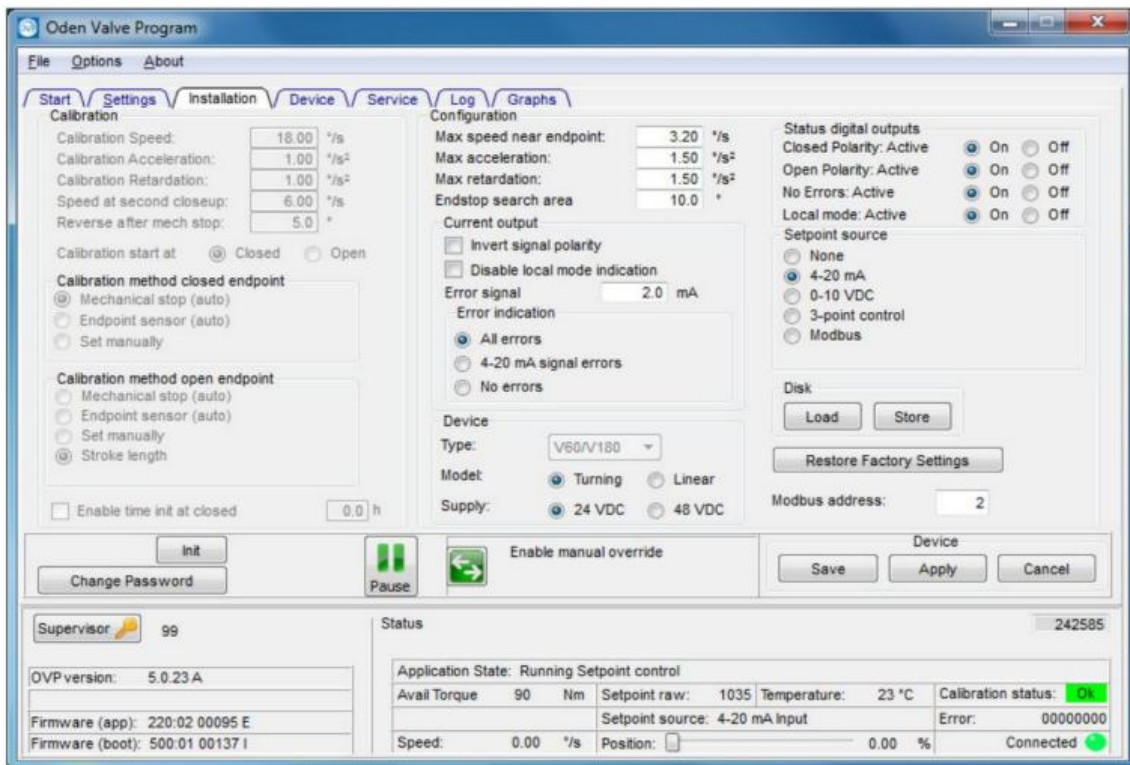 Oden Valve Program
File Options About
Start Settings Installation Device Service Log Graphs
Calibration
Calibration Speed: 18.00 °/s
Calibration Acceleration: 1.00 °/s²
Calibration Retardation: 1.00 °/s²
Speed at second closeup: 6.00 °/s
Reverse after mech stop: 5.0 °
Calibration start at Closed Open
Calibration method closed endpoint
Mechanical stop (auto)
Endpoint sensor (auto)
Set manually
Calibration method open endpoint
Mechanical stop (auto)
Endpoint sensor (auto)
Set manually
Stroke length
Enable time init at closed 0.0 h
Configuration
Max speed near endpoint: 3.20 °/s
Max acceleration: 1.50 °/s²
Max retardation: 1.50 °/s²
Endstop search area 10.0 °
Current output
Invert signal polarity
Disable local mode indication
Error signal 2.0 mA
Error indication
All errors
4-20 mA signal errors
No errors
Device
Type: V60/V180
Model: Turning Linear
Supply: 24 VDC 48 VDC
Status digital outputs
Closed Polarity: Active On Off
Open Polarity: Active On Off
No Errors: Active On Off
Local mode: Active On Off
Setpoint source
None
4-20 mA
0-10 VDC
3-point control
Modbus
Disk
Load Store
Restore Factory Settings
Modbus address: 2
Init
Change Password
Pause
Enable manual override
Device
Save Apply Cancel
Supervisor 99
OVP version: 5.0.23 A
Firmware (app): 220:02 00095 E
Firmware (boot): 500:01 00137 I
Status 242585
Application State: Running Setpoint control
Avail Torque 90 Nm Setpoint raw: 1035 Temperature: 23 °C Calibration status: Ok
Setpoint source: 4-20 mA Input Error: 00000000
Speed: 0.00 °/s Position: 0.00 % Connected